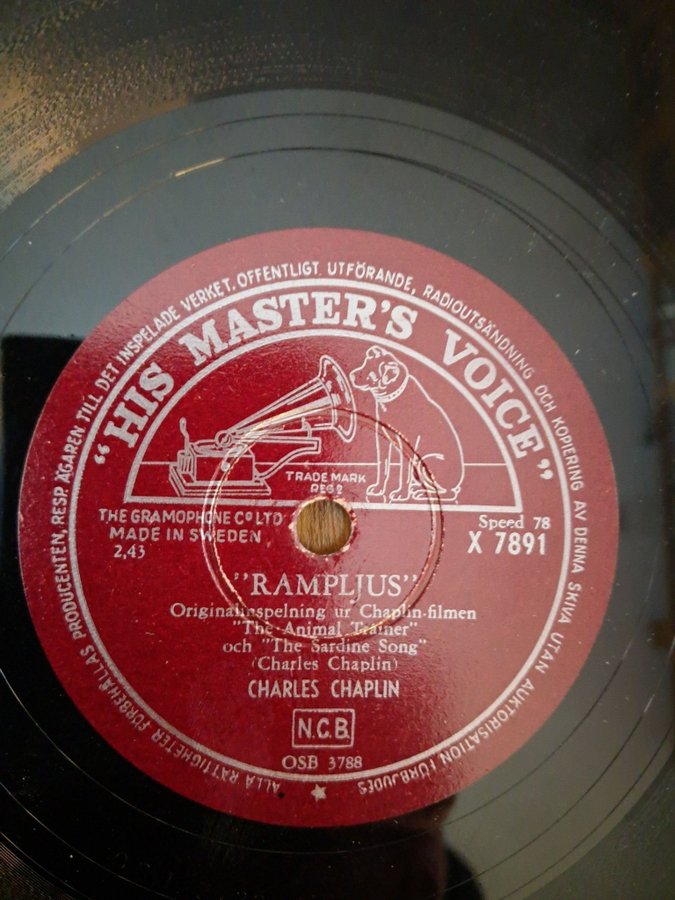 ALLA RÄTTIGHETER FÖRBEHÅLLAS PRODUCENTEN, RESP. ÄGAREN TILL DET INSPELADE VERKET. OFFENTLIGT UTFÖRANDE, RADIOUTSÄNDNING OCH KOPIERING AV DENNA SKIVA UTAN AUKTORISATION FÖRBJUDES
"HIS MASTER'S VOICE"
TRADE MARK
REGD
THE GRAMOPHONE CO LTD
MADE IN SWEDEN
2,43
Speed 78
X 7891
"RAMPLJUS"
Originalinspelning ur Chaplin-filmen
"The Animal Trainer"
och "The Sardine Song"
(Charles Chaplin)
CHARLES CHAPLIN
N.C.B.
OSB 3788